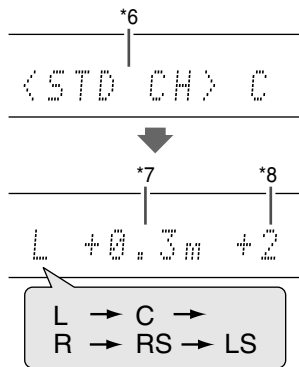 *6
<STD CH> C
*7 *8
L +0.3m +2
L → C →
R → RS → LS